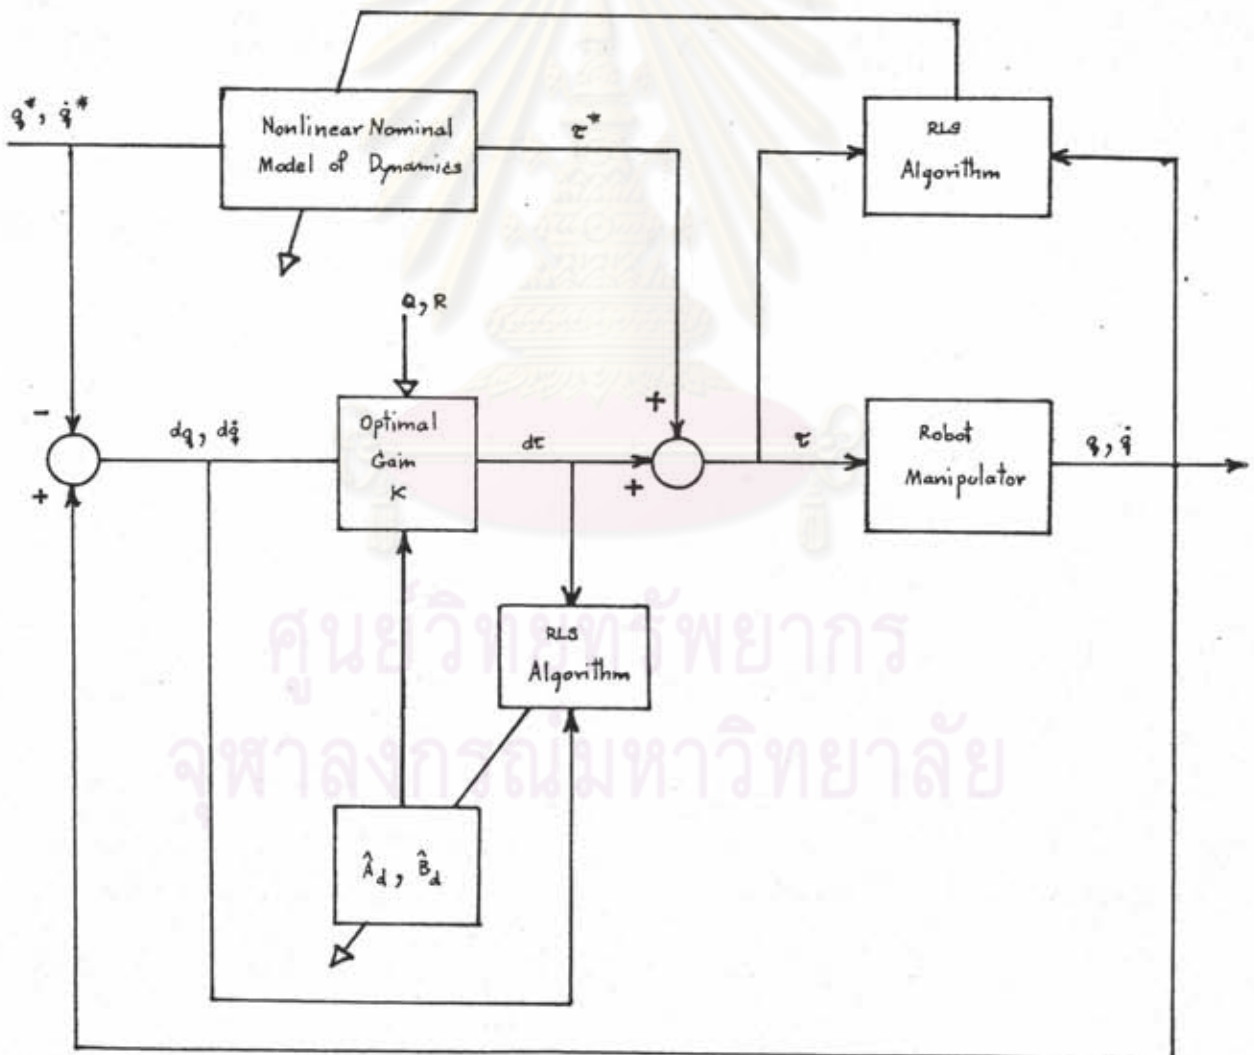 q*, q̇*
Nonlinear Nominal
Model of Dynamics
τ*
RLS
Algorithm
Q, R
-
+
dq, dq̇
Optimal
Gain
K
dτ
+
+
τ
Robot
Manipulator
q, q̇
RLS
Algorithm
Â_d, B̂_d
ศูนย์วิทยทรัพยากร
จุฬาลงกรณ์มหาวิทยาลัย